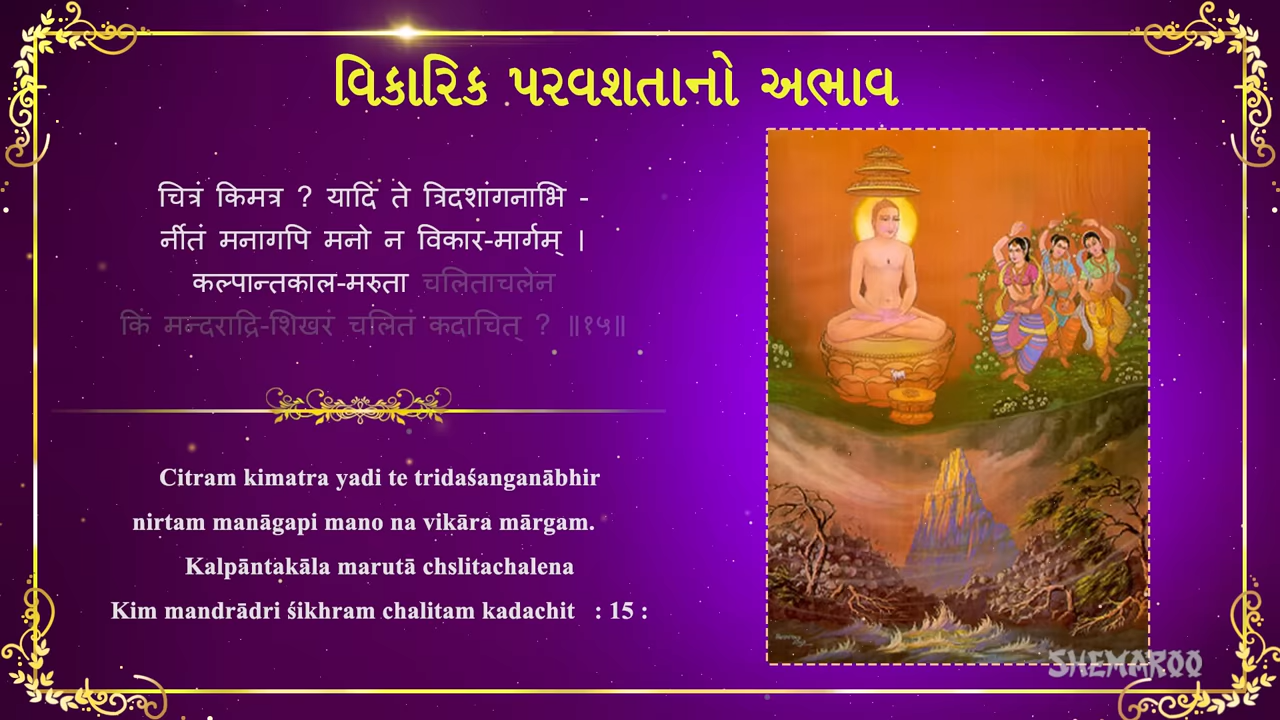 વિકારિક પરવશતાનો અભાવ
चित्रं किमत्र ? यादि ते त्रिदशांगनाभि -
र्नीतं मनागपि मनो न विकार-मार्गम् ।
कल्पान्तकाल-मरुता चलिताचलेन
किं मन्दराद्रि-शिखरं चलितं कदाचित् ? ॥१५॥
Citram kimatra yadi te tridaśanganābhir
nirtam manāgapi mano na vikāra mārgam.
Kalpāntakāla marutā chslitachalena
Kim mandrādri śikhram chalitam kadachit : 15 :
SHEMAROO